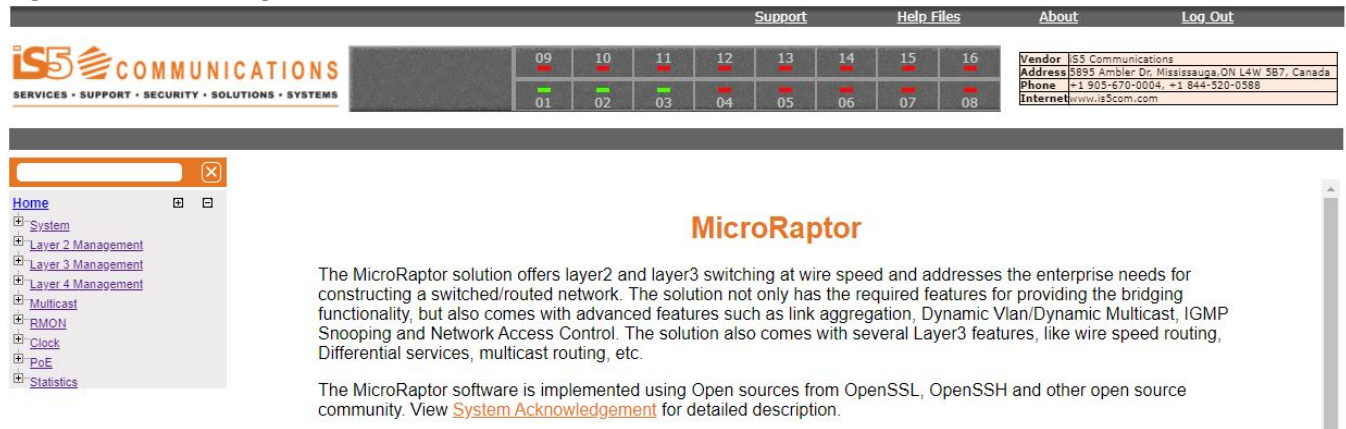 Support Help Files About Log Out
iS5 COMMUNICATIONS
SERVICES • SUPPORT • SECURITY • SOLUTIONS • SYSTEMS
09 10 11 12 13 14 15 16
01 02 03 04 05 06 07 08
Vendor iS5 Communications
Address 5895 Ambler Dr, Mississauga,ON L4W 5B7, Canada
Phone +1 905-670-0004, +1 844-520-0588
Internet www.is5com.com
Home
System
Layer 2 Management
Layer 3 Management
Layer 4 Management
Multicast
RMON
Clock
PoE
Statistics
MicroRaptor
The MicroRaptor solution offers layer2 and layer3 switching at wire speed and addresses the enterprise needs for
constructing a switched/routed network. The solution not only has the required features for providing the bridging
functionality, but also comes with advanced features such as link aggregation, Dynamic Vlan/Dynamic Multicast, IGMP
Snooping and Network Access Control. The solution also comes with several Layer3 features, like wire speed routing,
Differential services, multicast routing, etc.
The MicroRaptor software is implemented using Open sources from OpenSSL, OpenSSH and other open source
community. View System Acknowledgement for detailed description.